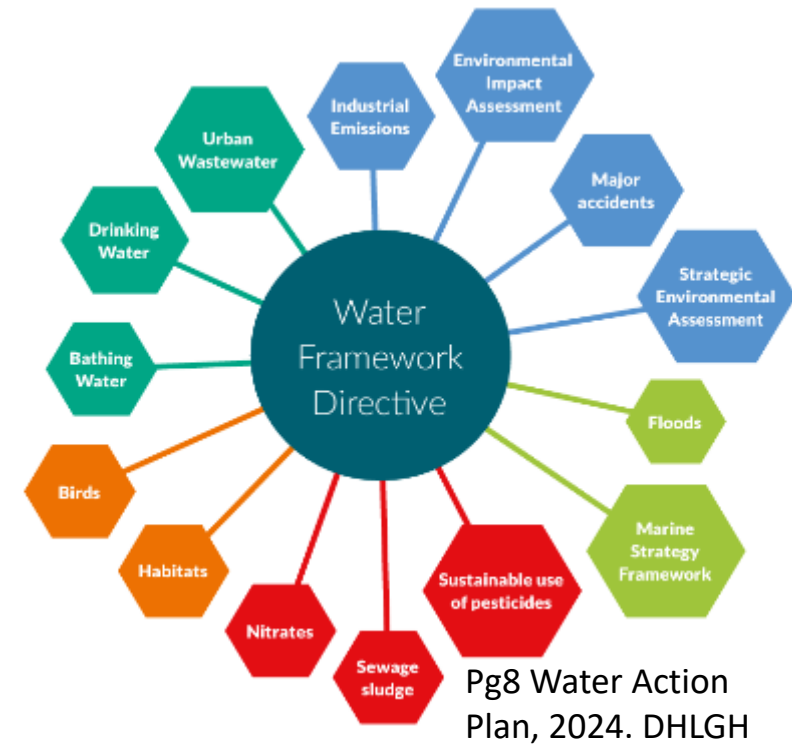 Environmental
Impact
Assessment
Industrial
Emissions
Urban
Wastewater
Major
accidents
Drinking
Water
Strategic
Environmental
Assessment
Water
Framework
Directive
Bathing
Water
Floods
Birds
Marine
Strategy
Framework
Habitats
Sustainable use
of pesticides
Nitrates
Sewage
sludge
Pg8 Water Action
Plan, 2024. DHLGH